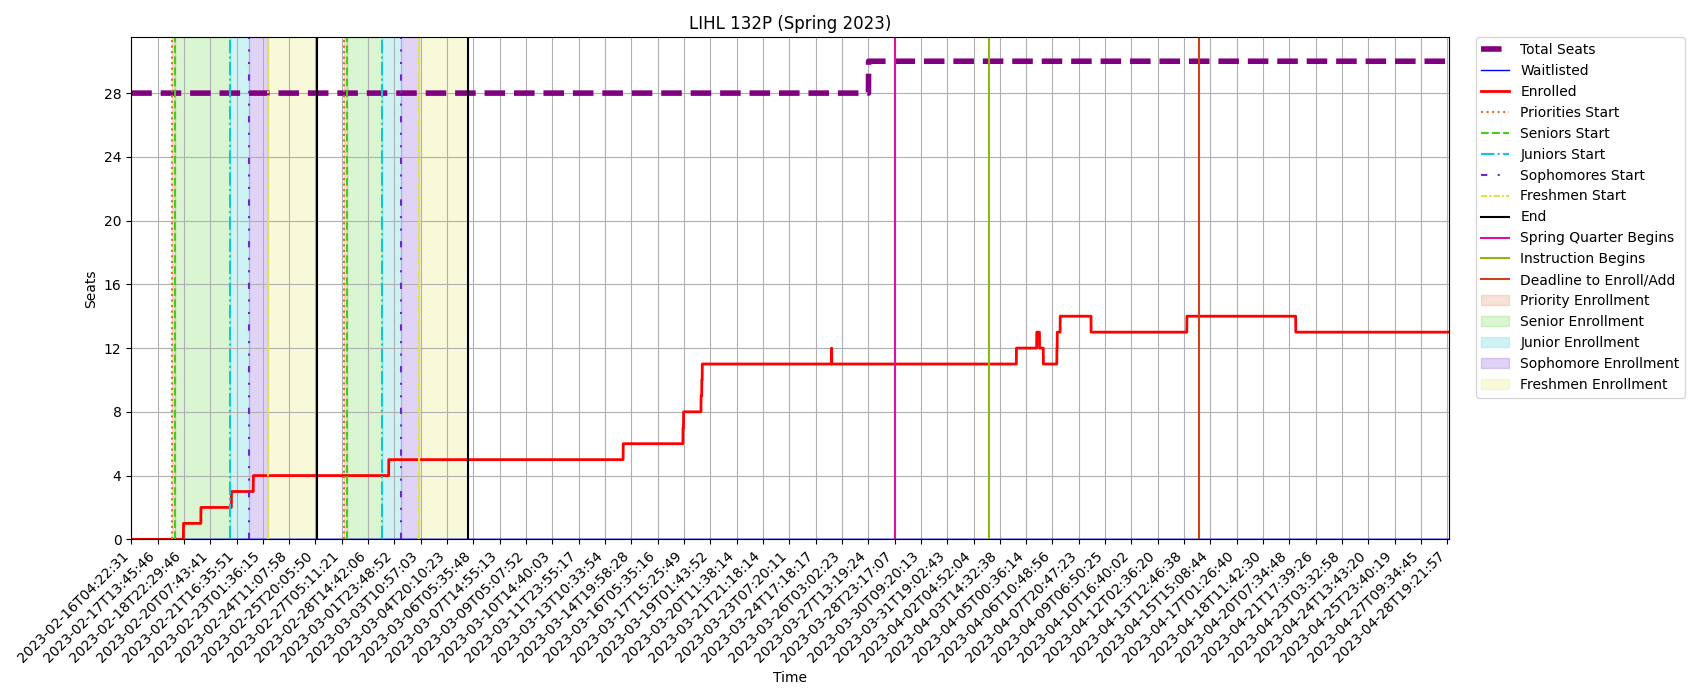 LIHL 132P (Spring 2023)
Seats
28
24
20
16
12
8
4
0
2023-02-16T04:22:31
2023-02-17T13:45:46
2023-02-18T22:29:46
2023-02-20T07:43:41
2023-02-21T16:35:51
2023-02-23T01:36:15
2023-02-24T11:07:58
2023-02-25T20:05:50
2023-02-27T05:11:21
2023-02-28T14:42:06
2023-03-01T23:48:52
2023-03-03T10:57:03
2023-03-04T20:10:23
2023-03-06T05:35:48
2023-03-07T14:55:13
2023-03-09T05:07:52
2023-03-10T14:40:03
2023-03-11T23:55:17
2023-03-13T10:33:54
2023-03-14T19:58:28
2023-03-16T05:35:16
2023-03-17T15:25:49
2023-03-19T01:43:52
2023-03-20T11:38:14
2023-03-21T21:18:14
2023-03-23T07:20:11
2023-03-24T17:18:17
2023-03-26T03:02:23
2023-03-27T13:19:24
2023-03-28T23:17:07
2023-03-30T09:20:13
2023-03-31T19:02:43
2023-04-02T04:52:04
2023-04-03T14:32:38
2023-04-05T00:36:14
2023-04-06T10:48:56
2023-04-07T20:47:23
2023-04-09T06:50:25
2023-04-10T16:40:02
2023-04-12T02:36:20
2023-04-13T12:46:38
2023-04-15T15:08:44
2023-04-17T01:26:40
2023-04-18T11:42:30
2023-04-20T07:34:48
2023-04-21T17:39:26
2023-04-23T03:32:58
2023-04-24T13:43:20
2023-04-25T23:40:19
2023-04-27T09:34:45
2023-04-28T19:21:57
Time
Total Seats
Waitlisted
Enrolled
Priorities Start
Seniors Start
Juniors Start
Sophomores Start
Freshmen Start
End
Spring Quarter Begins
Instruction Begins
Deadline to Enroll/Add
Priority Enrollment
Senior Enrollment
Junior Enrollment
Sophomore Enrollment
Freshmen Enrollment